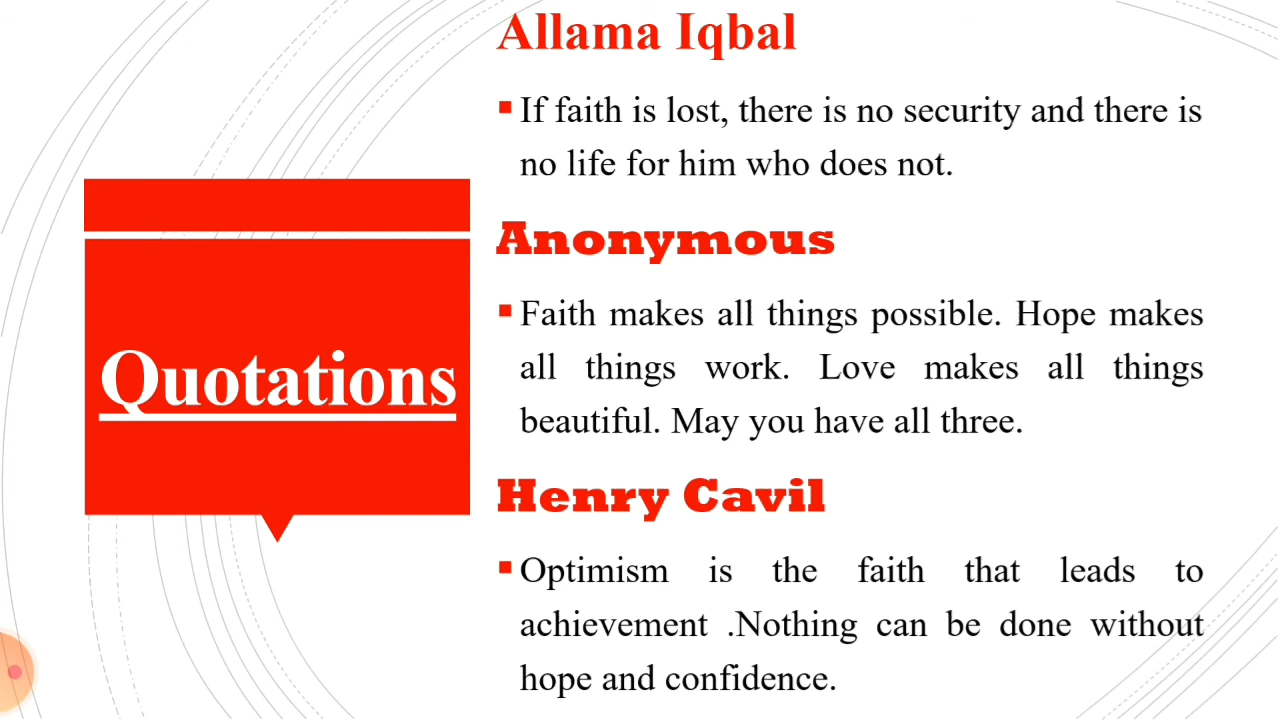 Allama Iqbal
If faith is lost, there is no security and there is
no life for him who does not.
Anonymous
Faith makes all things possible. Hope makes
all things work. Love makes all things
beautiful. May you have all three.
Quotations
Henry Cavil
Optimism is the faith that leads to
achievement .Nothing can be done without
hope and confidence.